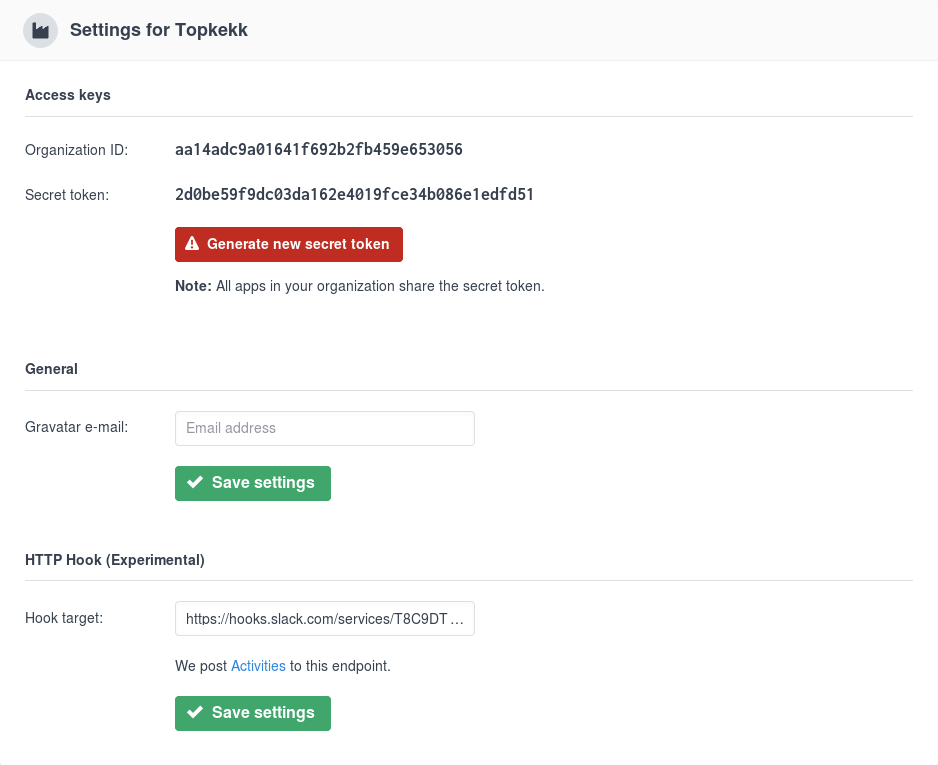 Settings for Topkekk
Access keys
Organization ID: aa14adc9a01641f692b2fb459e653056
Secret token: 2d0be59f9dc03da162e4019fce34b086e1edfd51
Generate new secret token
Note: All apps in your organization share the secret token.
General
Gravatar e-mail: Email address
Save settings
HTTP Hook (Experimental)
Hook target: https://hooks.slack.com/services/T8C9DT…
We post Activities to this endpoint.
Save settings